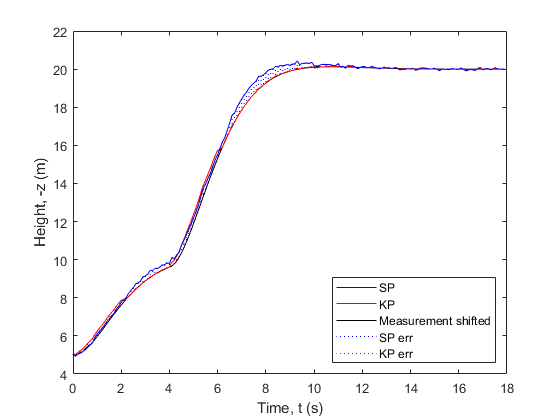 22
20
18
16
14
12
10
8
6
4
Height, -z (m)
SP
KP
Measurement shifted
SP err
KP err
0 2 4 6 8 10 12 14 16 18
Time, t (s)